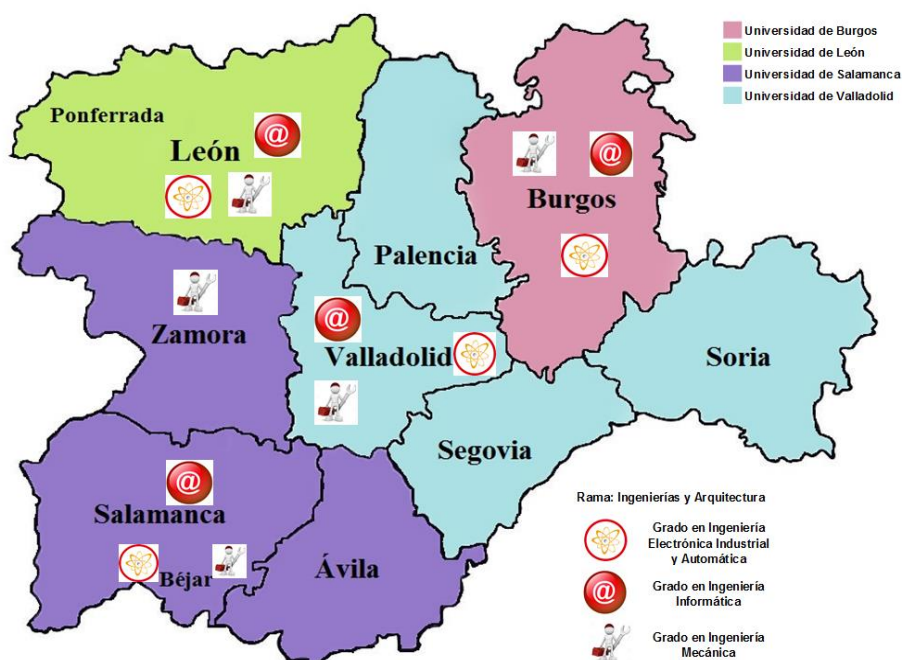 Universidad de Burgos
Universidad de León
Universidad de Salamanca
Universidad de Valladolid
Ponferrada
León
Burgos
Palencia
Zamora
Valladolid
Soria
Segovia
Salamanca
Béjar
Ávila
Rama: Ingenierías y Arquitectura
Grado en Ingeniería
Electrónica Industrial
y Automática
@
Grado en Ingeniería
Informática
Grado en Ingeniería
Mecánica